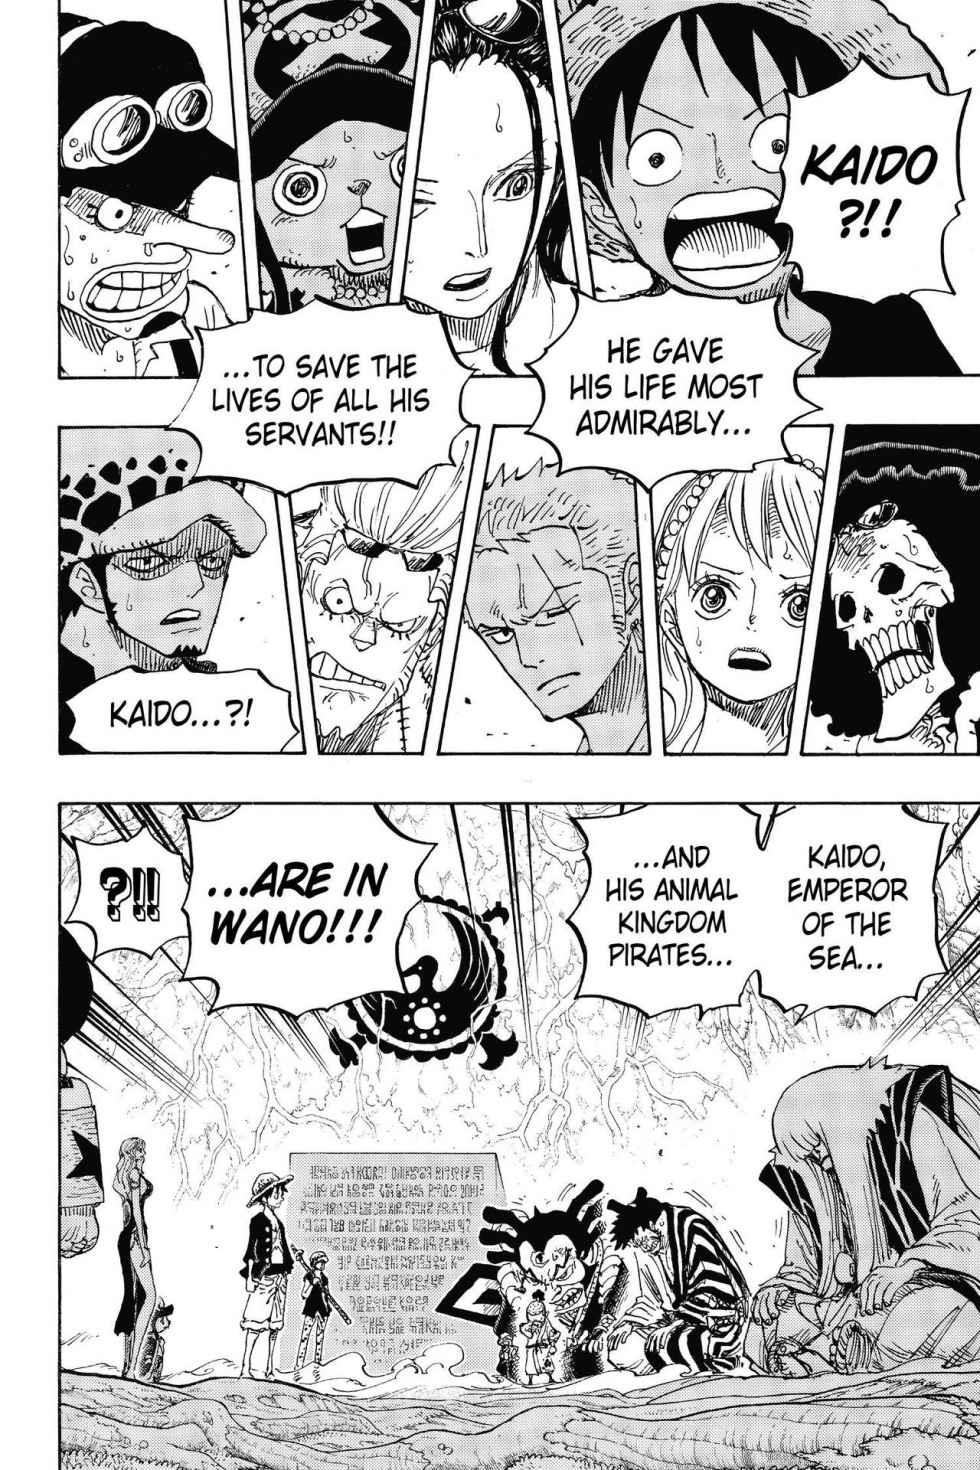 KAIDO
?!!
HE GAVE
HIS LIFE MOST
ADMIRABLY...
...TO SAVE THE
LIVES OF ALL HIS
SERVANTS!!
KAIDO...?!
KAIDO,
EMPEROR
OF THE
SEA...
...AND
HIS ANIMAL
KINGDOM
PIRATES...
...ARE IN
WANO!!!
?!!